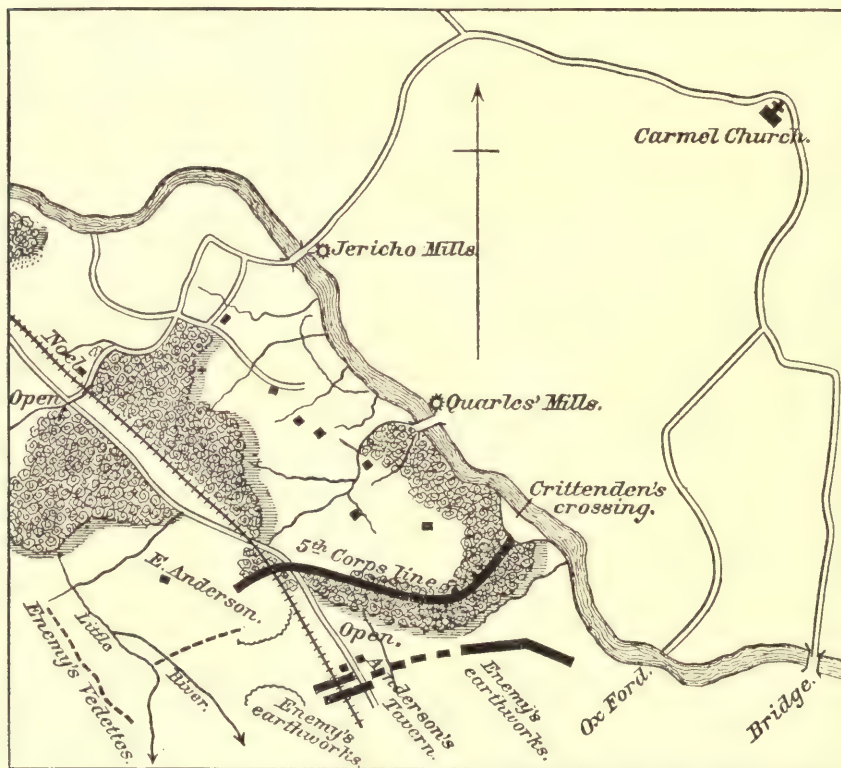 Carmel Church.
Jericho Mills.
Noel.
Open
Quarles' Mills.
Crittenden's
crossing.
5th Corps line
E. Anderson.
Open.
Little
River.
Enemy's Vedettes.
Enemy's
earthworks.
Anderson's
Tavern.
Enemy's
earthworks.
Ox Ford.
Bridge.